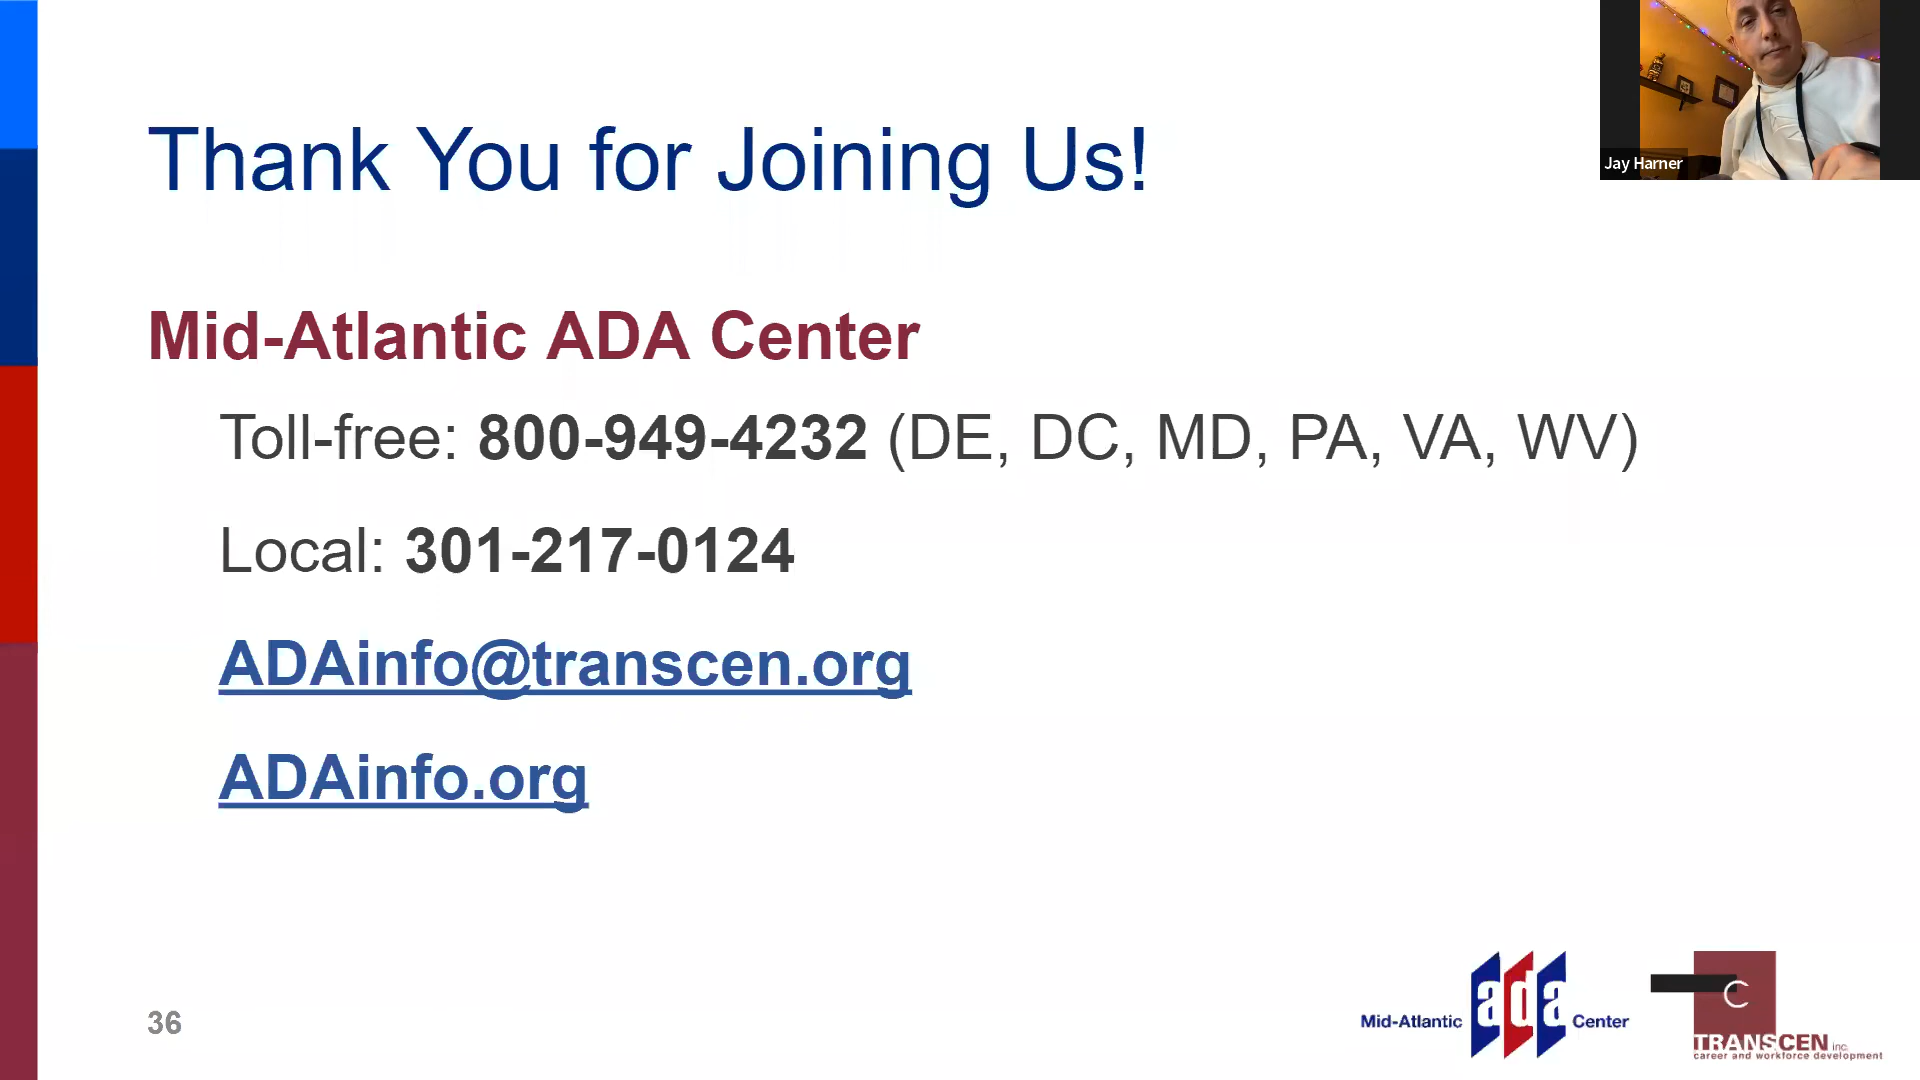 Thank You for Joining Us!
Jay Harner
Mid-Atlantic ADA Center
Toll-free: 800-949-4232 (DE, DC, MD, PA, VA, WV)
Local: 301-217-0124
ADAinfo@transcen.org
ADAinfo.org
36
Mid-Atlantic ada Center
C
TRANSCEN inc.
career and workforce development